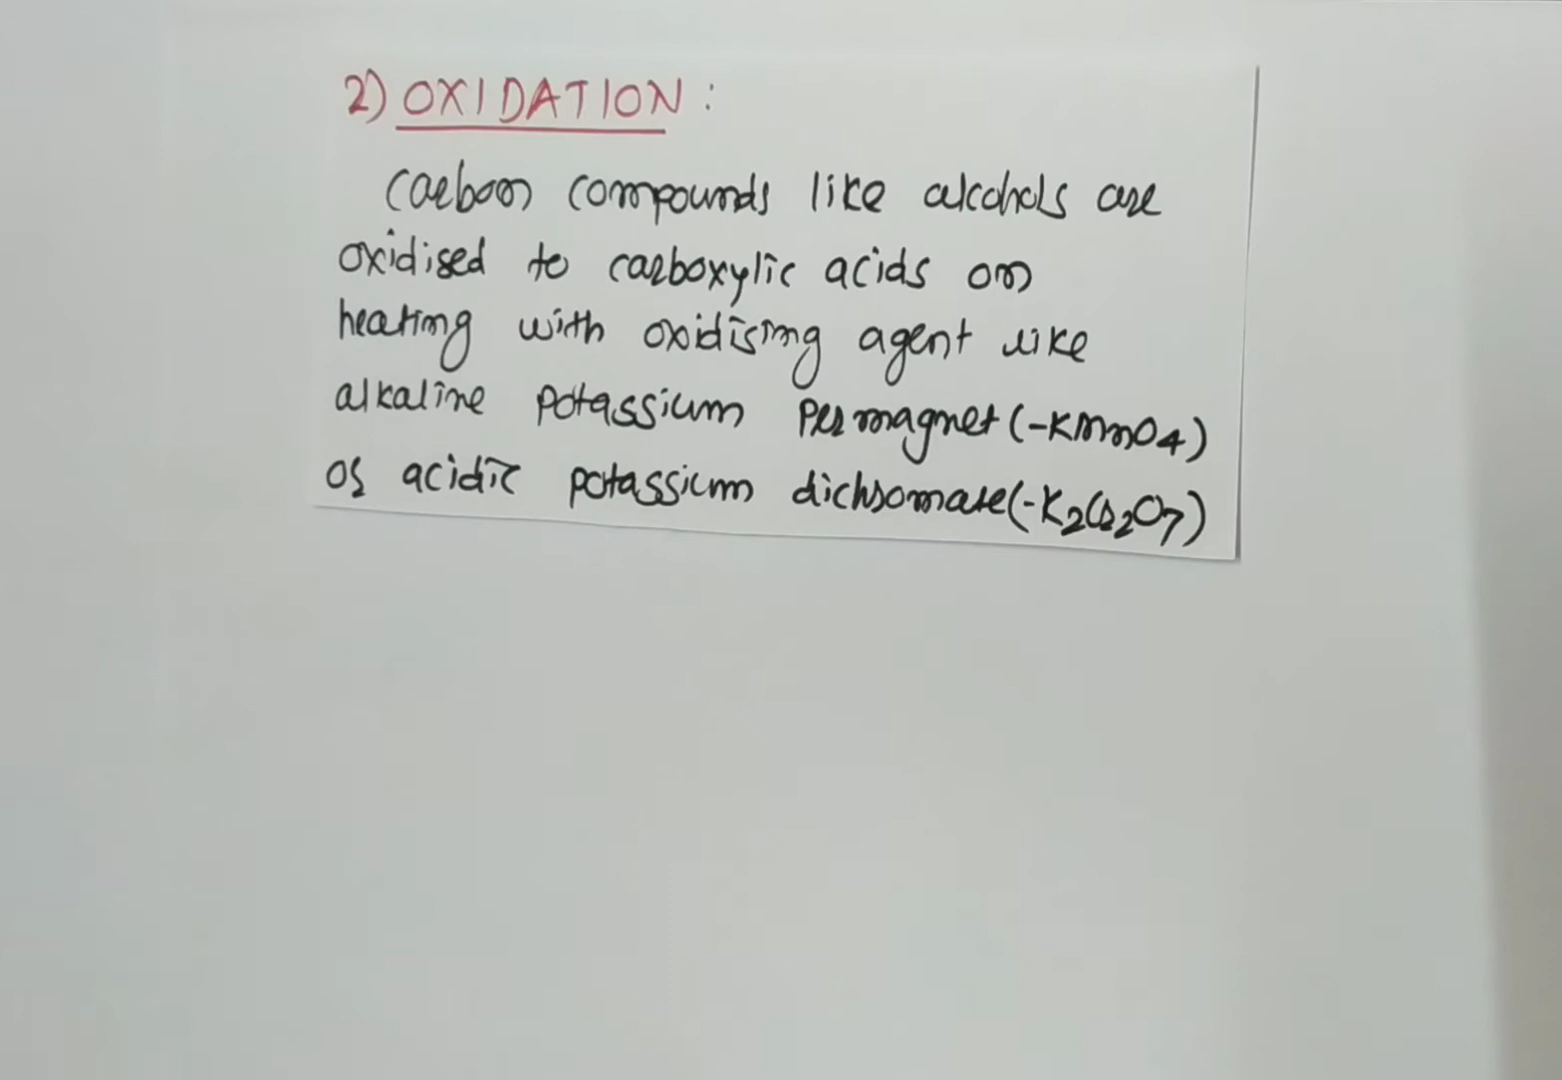 2) OXIDATION :
Carbon compounds like alcohols are
oxidised to carboxylic acids on
heating with oxidising agent like
alkaline potassium permagnet (-KMnO4)
or acidic potassium dichromate (-K2Cr2O7)